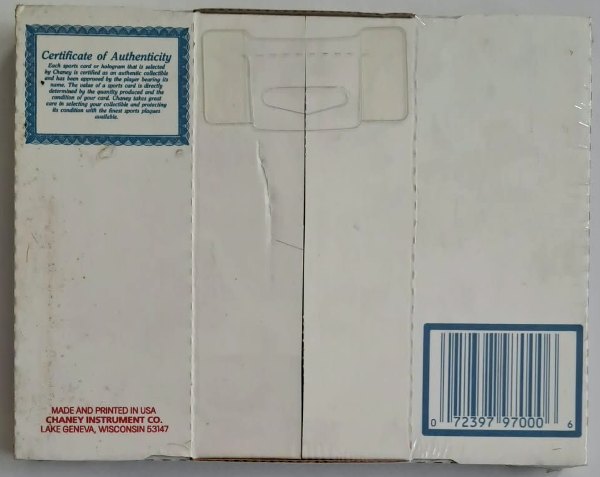 Certificate of Authenticity
Each sports card or hologram that is selected
by Chaney is certified as an authentic collectible
and has been approved by the player bearing its
name. The value of a sports card is directly
determined by the quantity produced and the
condition of your card. Chaney takes great
care in selecting your collectible and protecting
its condition with the finest sports plaques
available.
MADE AND PRINTED IN USA
CHANEY INSTRUMENT CO.
LAKE GENEVA, WISCONSIN 53147
0 72397 97000 6